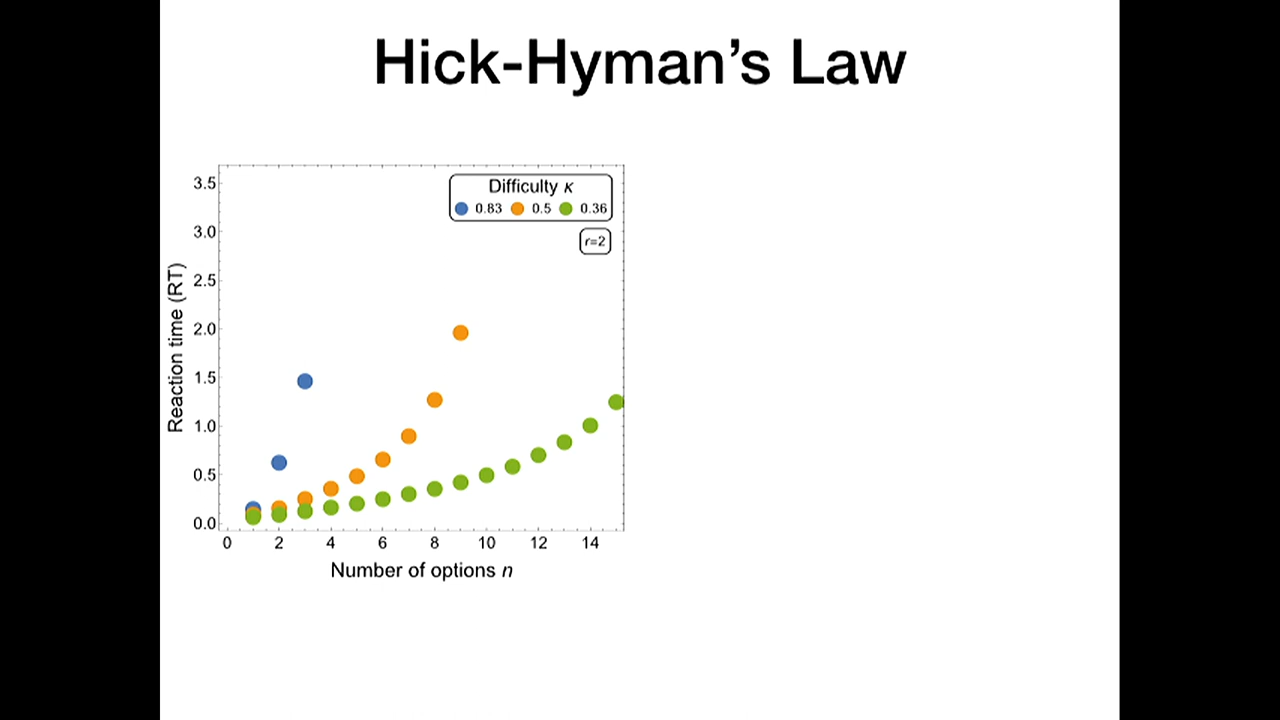 Hick-Hyman’s Law
Difficulty κ
0.83 0.5 0.36
r=2
Reaction time (RT)
3.5
3.0
2.5
2.0
1.5
1.0
0.5
0.0
0 2 4 6 8 10 12 14
Number of options n